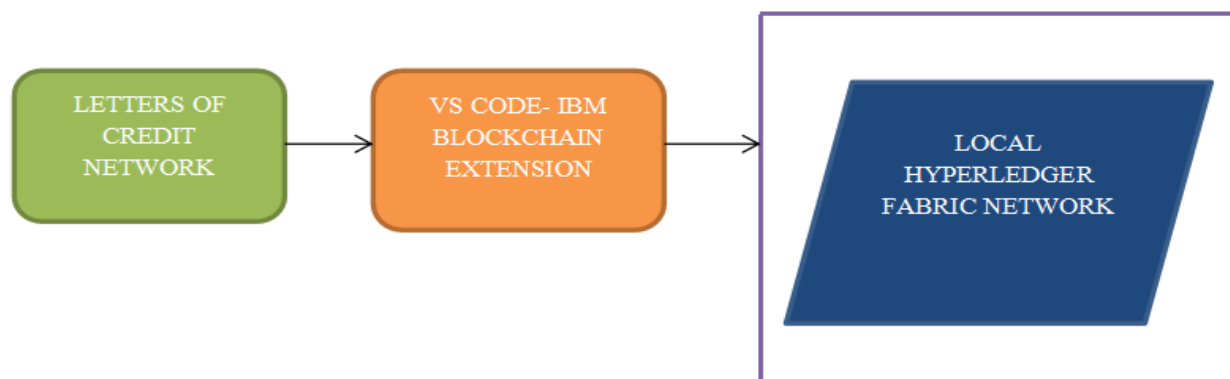 LETTERS OF
CREDIT
NETWORK
VS CODE- IBM
BLOCKCHAIN
EXTENSION
LOCAL
HYPERLEDGER
FABRIC NETWORK